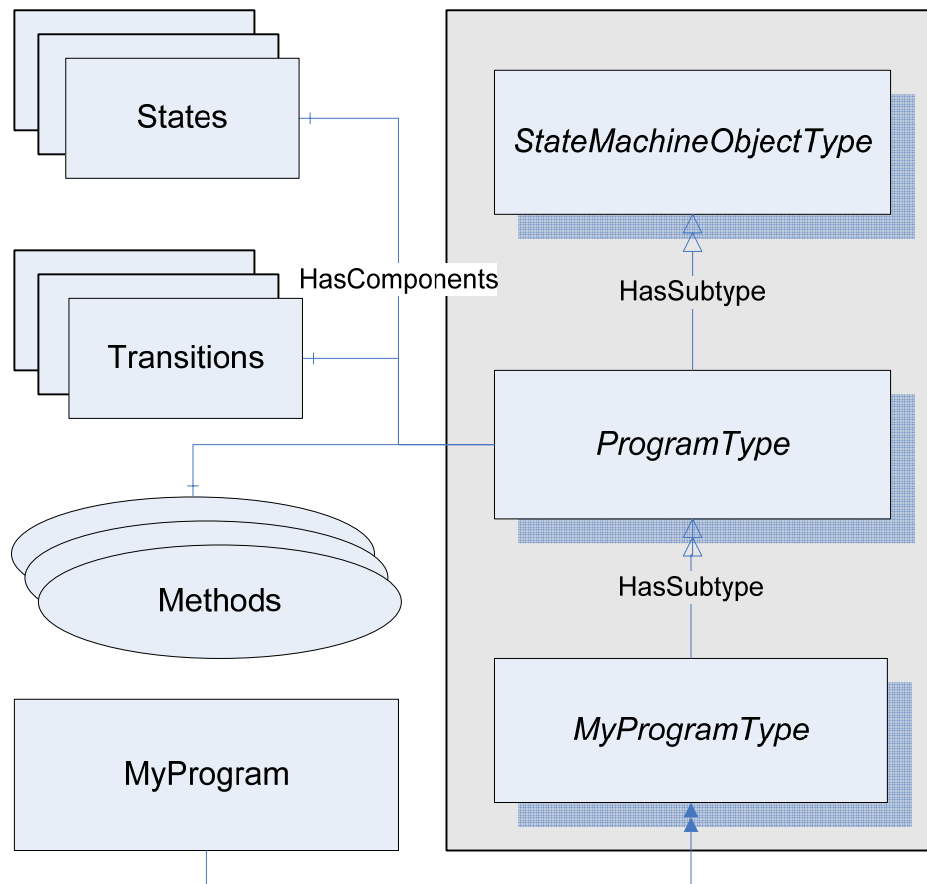 States
StateMachineObjectType
HasComponents
HasSubtype
Transitions
ProgramType
HasSubtype
Methods
MyProgramType
MyProgram